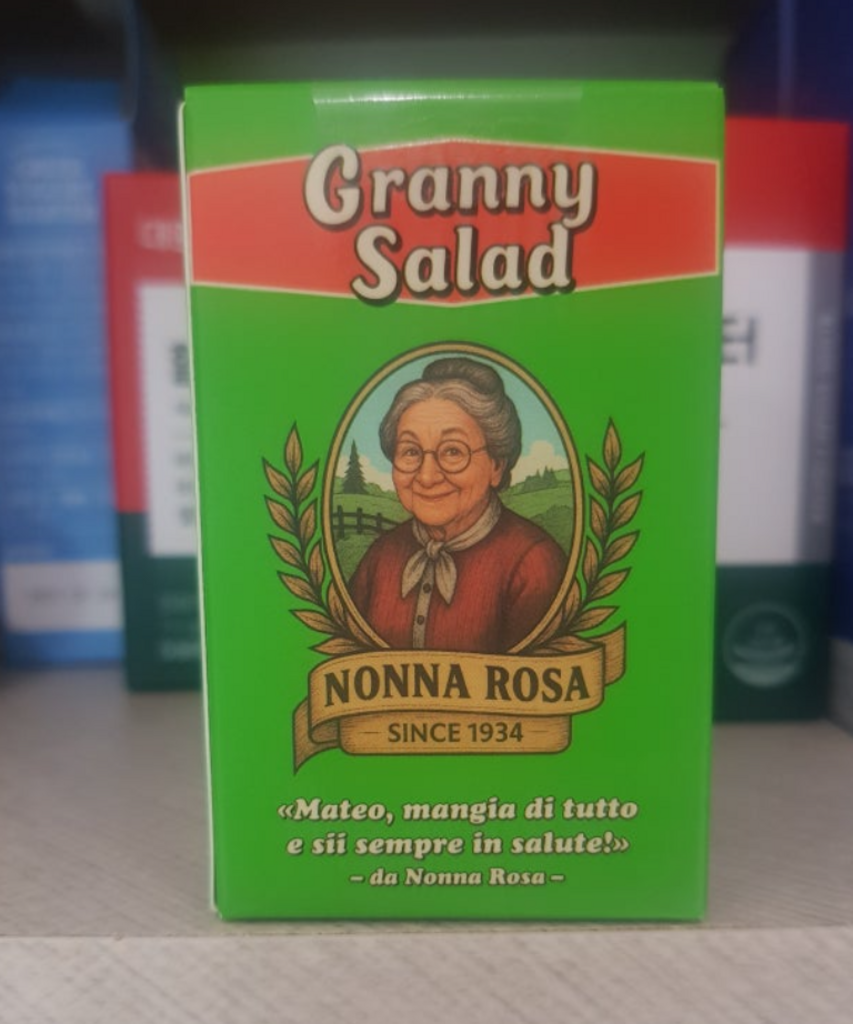 Granny
Salad
NONNA ROSA
SINCE 1934
«Mateo, mangia di tutto
e sii sempre in salute!»
– da Nonna Rosa –